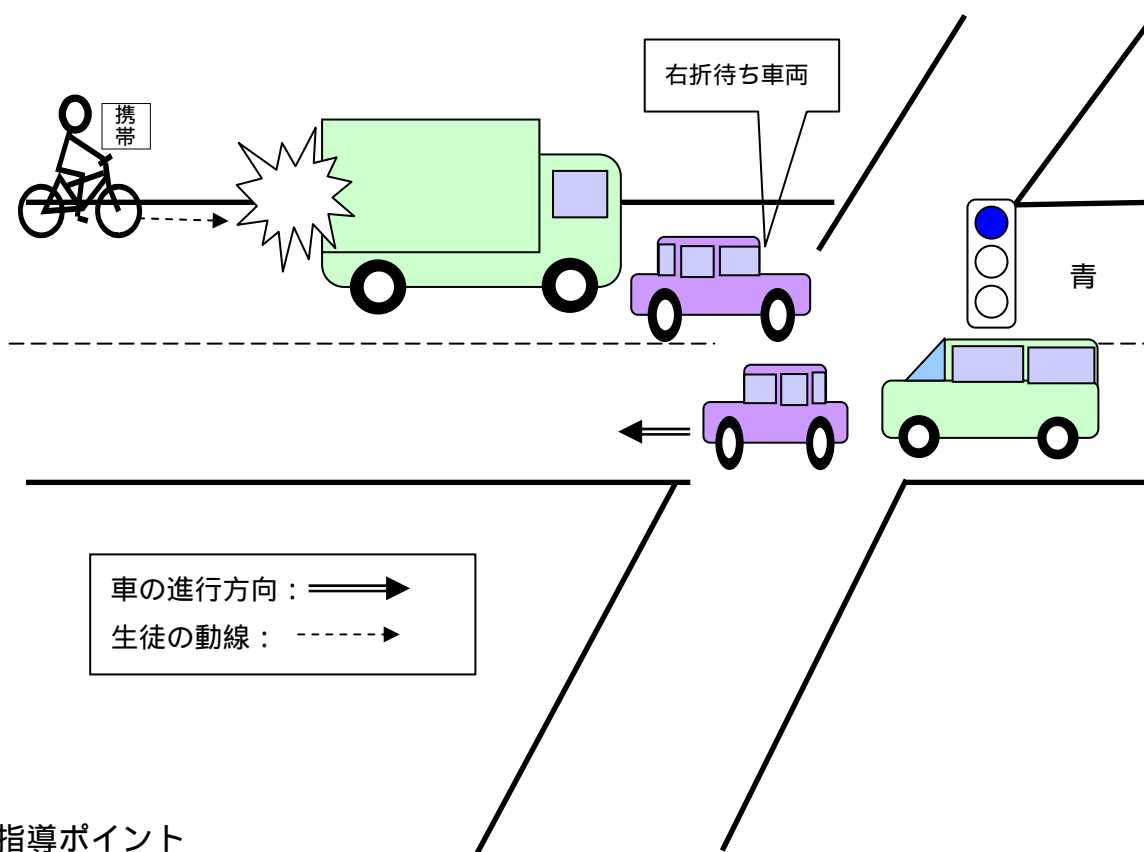 右折待ち車両
携
帯
青
車の進行方向：
生徒の動線：
指導ポイント